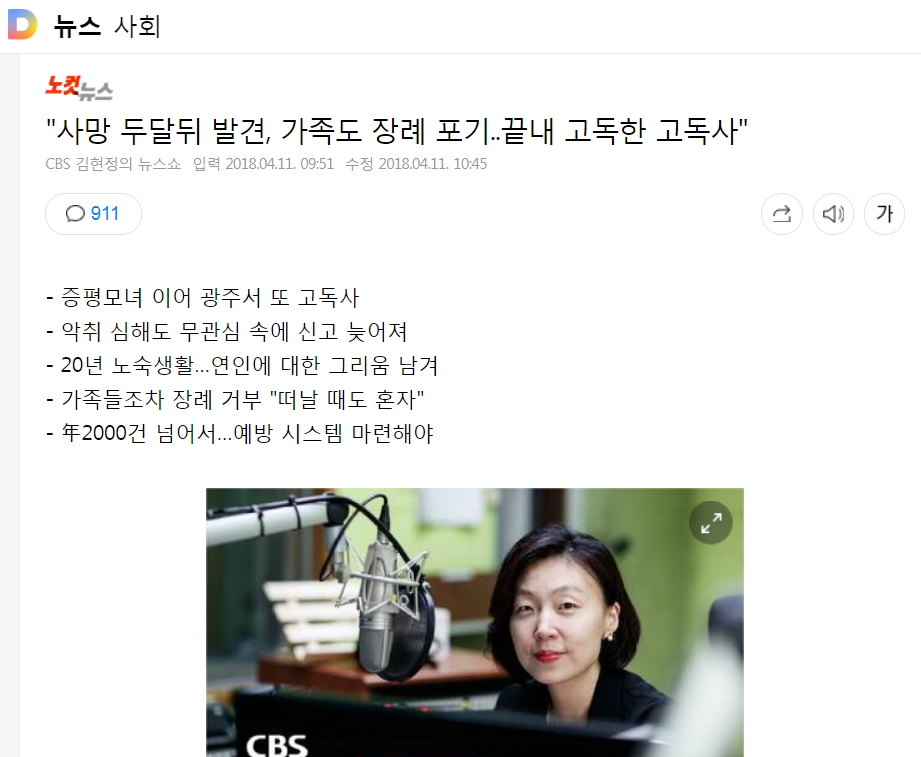 D 뉴스 사회
노컷뉴스
"사망 두달뒤 발견, 가족도 장례 포기..끝내 고독한 고독사"
CBS 김현정의 뉴스쇼 입력 2018.04.11. 09:51 수정 2018.04.11. 10:45
911
가
- 증평모녀 이어 광주서 또 고독사
- 악취 심해도 무관심 속에 신고 늦어져
- 20년 노숙생활...연인에 대한 그리움 남겨
- 가족들조차 장례 거부 "떠날 때도 혼자"
- 年2000건 넘어서...예방 시스템 마련해야
CBS